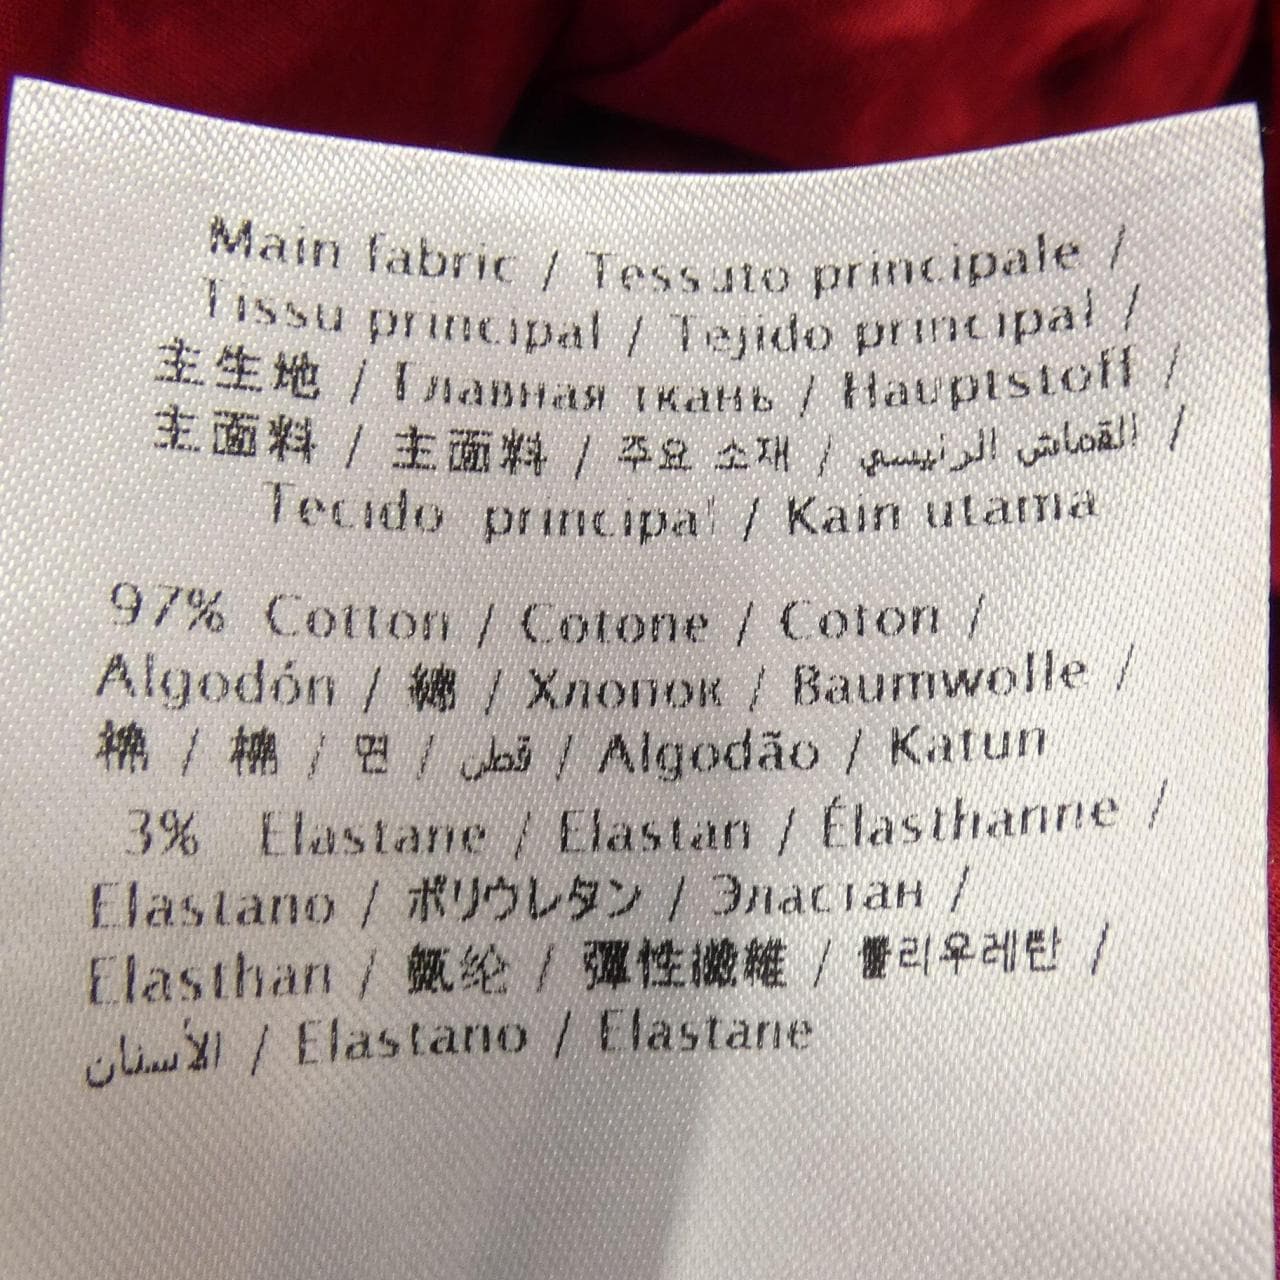 Main fabric / Tessuto principale /
Tissu principal / Tejido principal /
主生地 / Главная ткань / Hauptstoff /
主面料 / 主面料 / 주요 소재 / القماش الرئيسي /
Tecido principal / Kain utama
97% Cotton / Cotone / Coton /
Algodón / 綿 / Хлопок / Baumwolle /
棉 / 棉 / 면 / قطن / Algodão / Katun
3% Elastane / Elastan / Élasthanne /
Elastano / ポリウレタン / Эластан /
Elasthan / 氨纶 / 彈性纖維 / 폴리우레탄 /
الأسنان / Elastano / Elastane